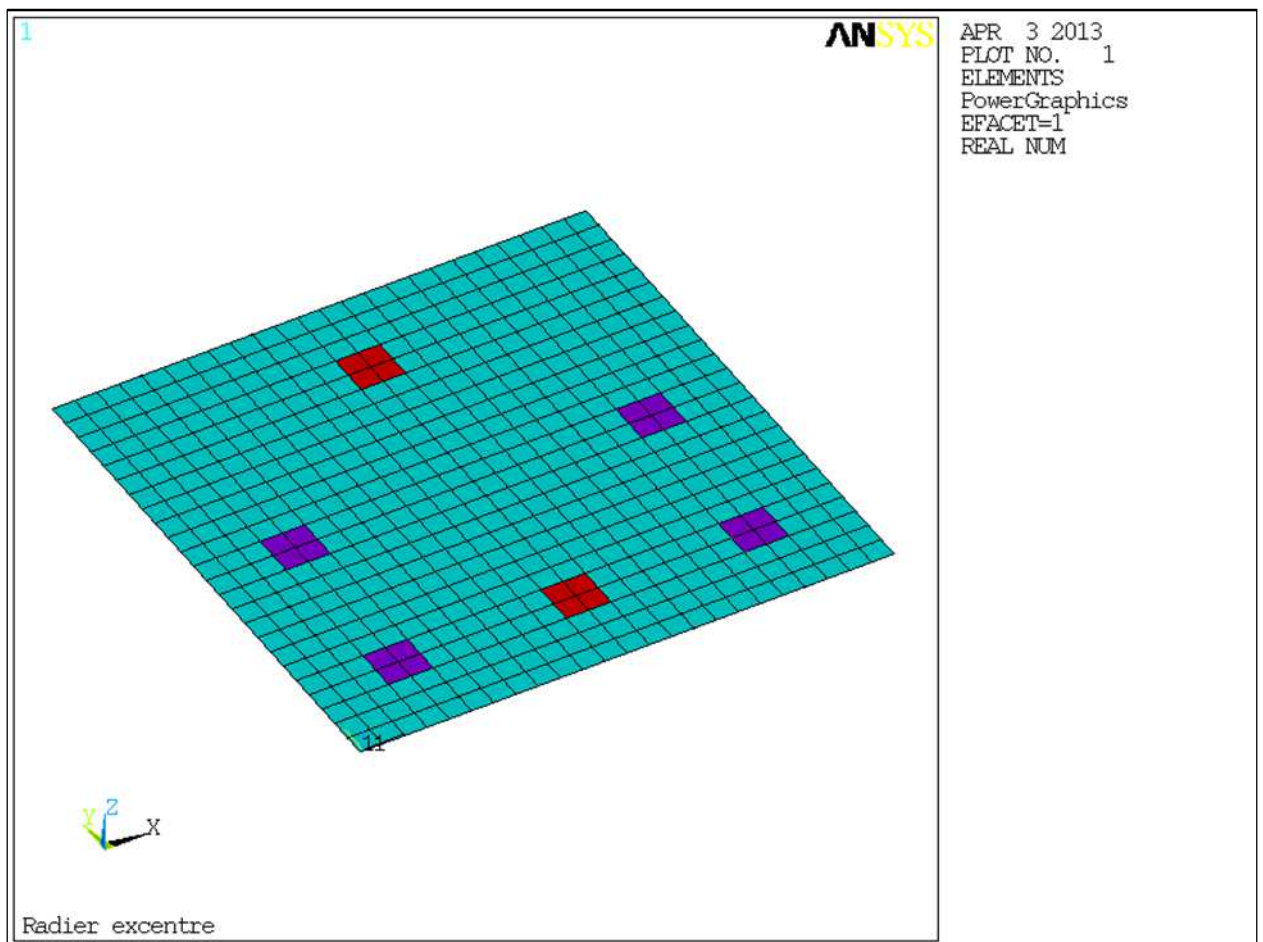 1
ANSYS
APR 3 2013
PLOT NO. 1
ELEMENTS
PowerGraphics
EFACET=1
REAL NUM
11
Y Z X
Radier excentre